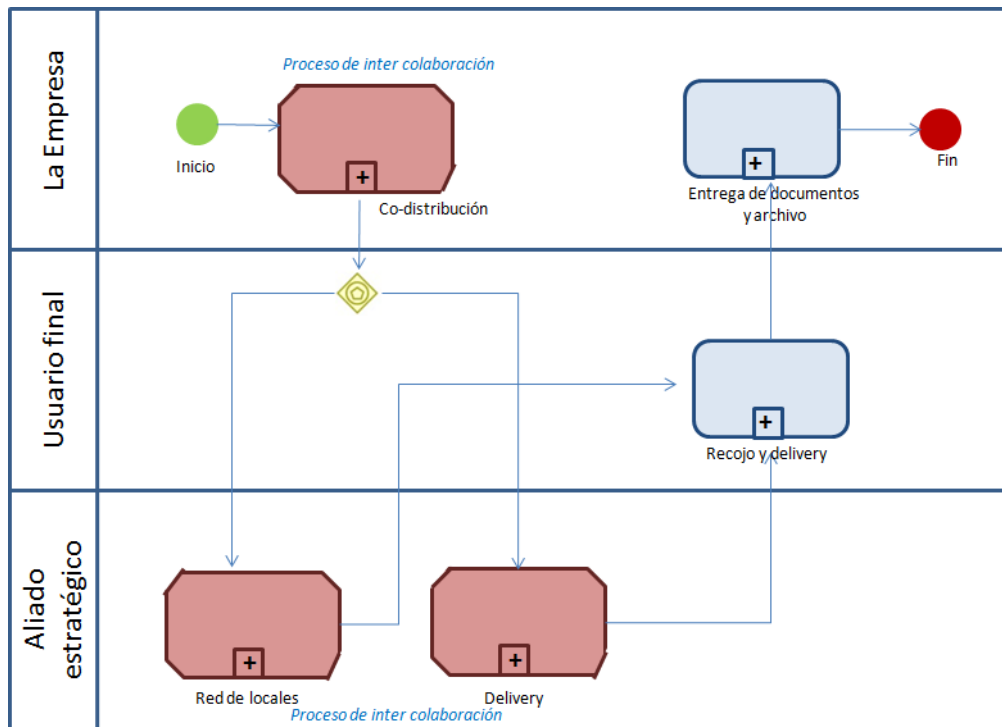 La Empresa
Proceso de inter colaboración
Inicio
Co-distribución
Entrega de documentos
y archivo
Fin
Usuario final
Recojo y delivery
Aliado
estratégico
Red de locales
Delivery
Proceso de inter colaboración